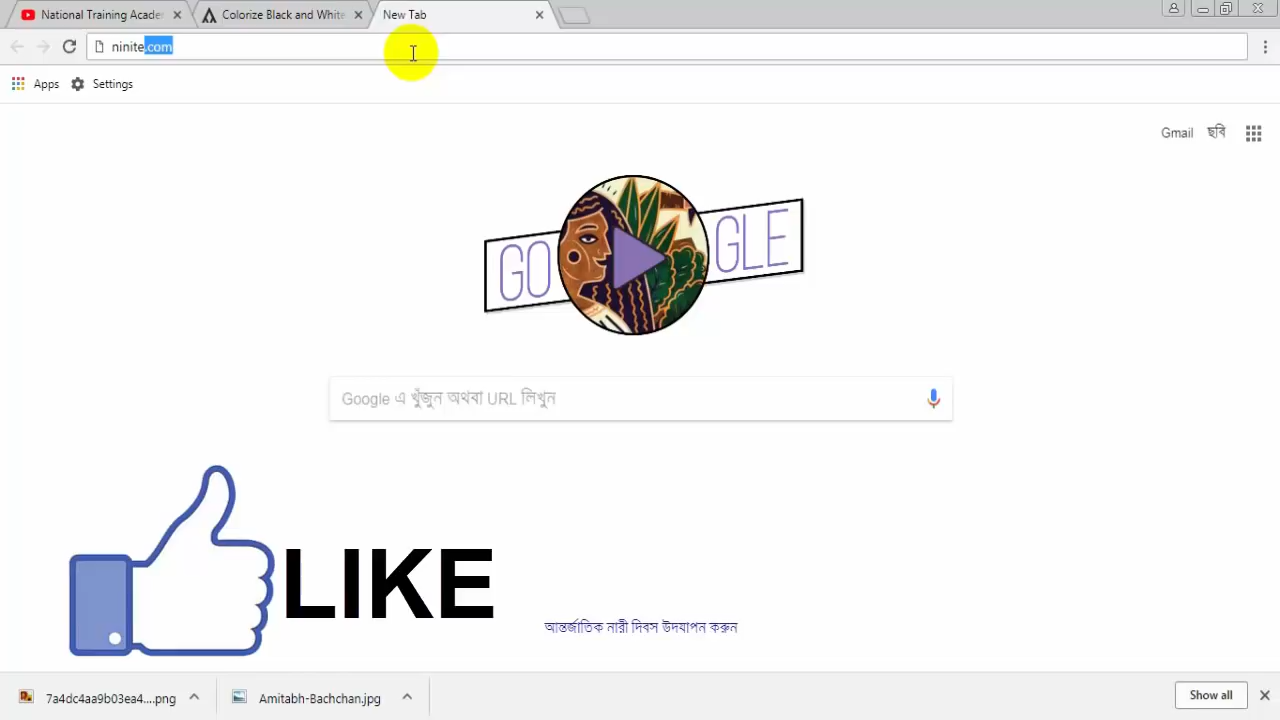 National Training Acader
Colorize Black and White
New Tab
ninite.com
Apps
Settings
Gmail
ছবি
GO GLE
Google এ খুঁজুন অথবা URL লিখুন
LIKE
আন্তর্জাতিক নারী দিবস উদযাপন করুন
7a4dc4aa9b03ea4....png
Amitabh-Bachchan.jpg
Show all